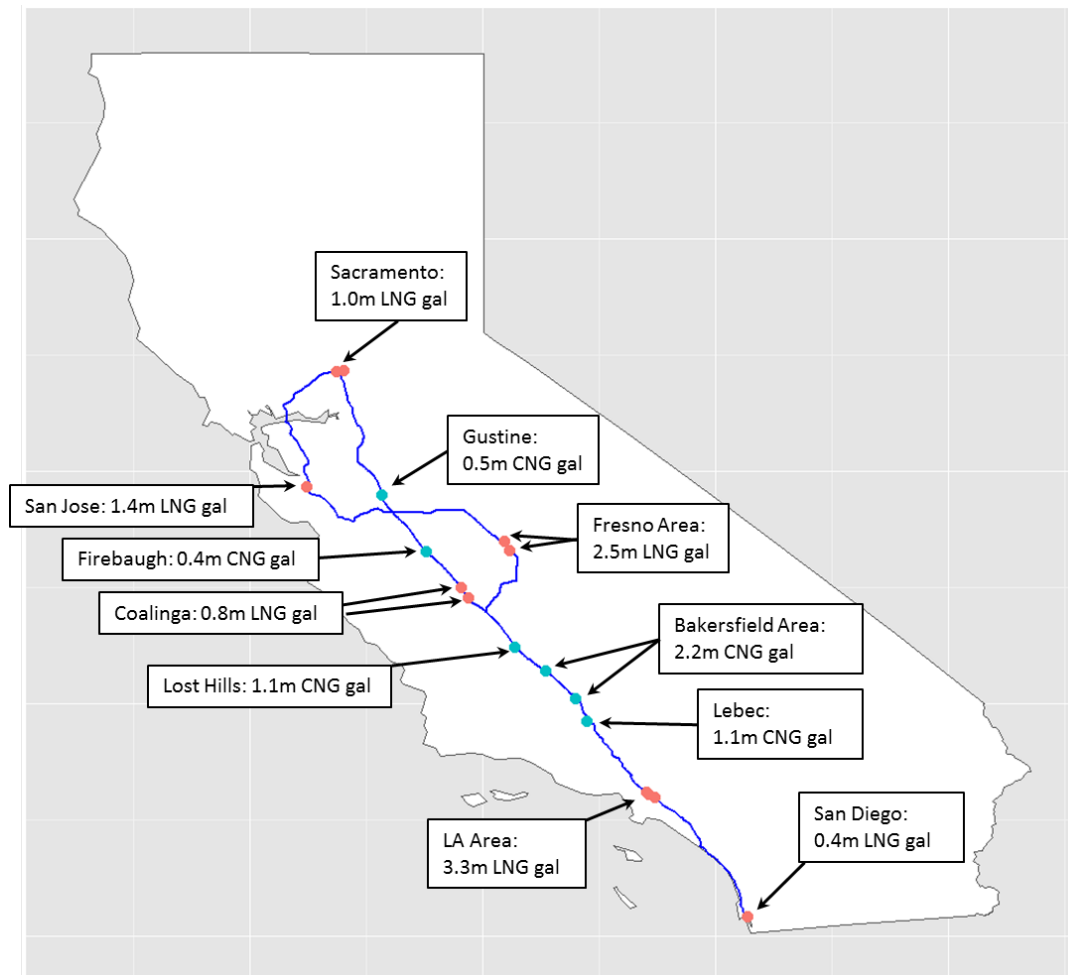 Sacramento:
1.0m LNG gal
Gustine:
0.5m CNG gal
San Jose: 1.4m LNG gal
Fresno Area:
2.5m LNG gal
Firebaugh: 0.4m CNG gal
Coalinga: 0.8m LNG gal
Bakersfield Area:
2.2m CNG gal
Lost Hills: 1.1m CNG gal
Lebec:
1.1m CNG gal
San Diego:
0.4m LNG gal
LA Area:
3.3m LNG gal